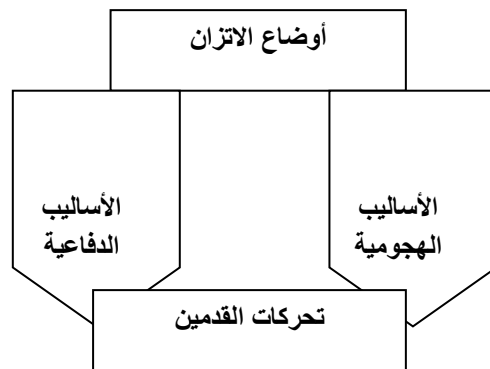 أوضاع الاتزان
الأساليب
الهجومية
الأساليب
الدفاعية
تحركات القدمين